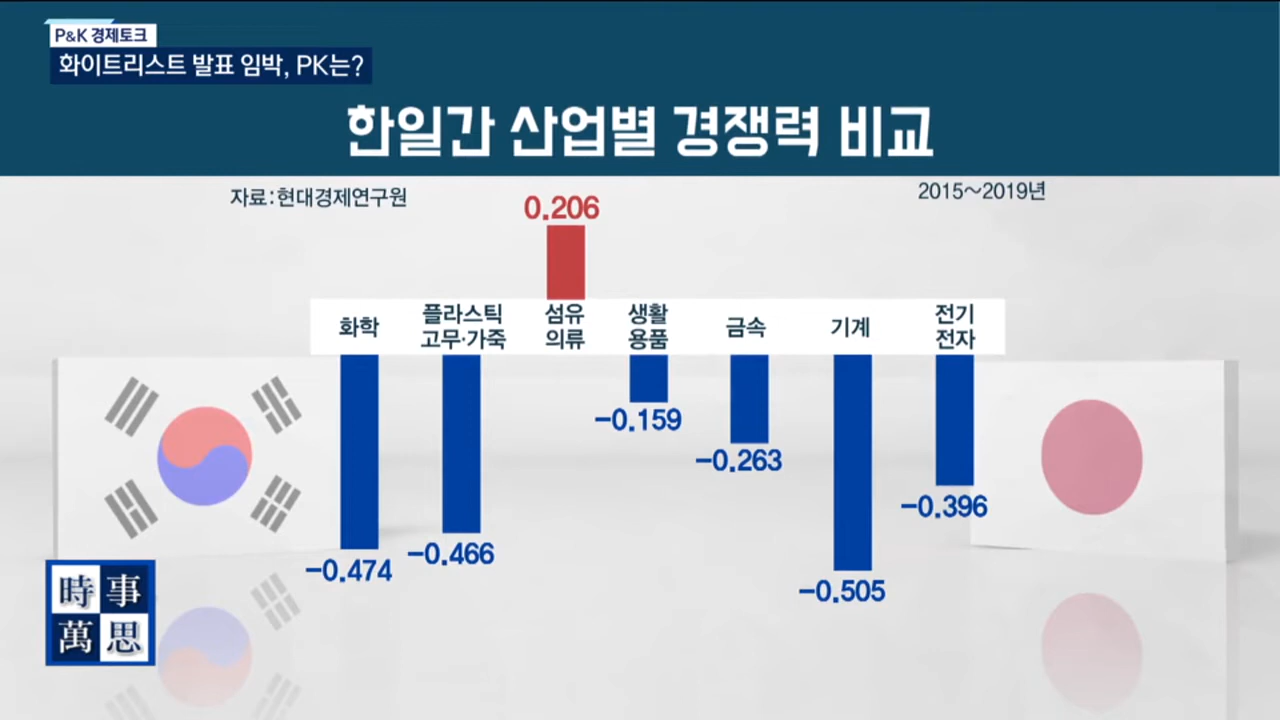 P&K 경제토크
화이트리스트 발표 임박, PK는?
한일간 산업별 경쟁력 비교
자료:현대경제연구원
2015~2019년
0.206
화학
플라스틱
고무·가죽
섬유
의류
생활
용품
금속
기계
전기
전자
-0.474
-0.466
-0.159
-0.263
-0.505
-0.396
時事
萬思